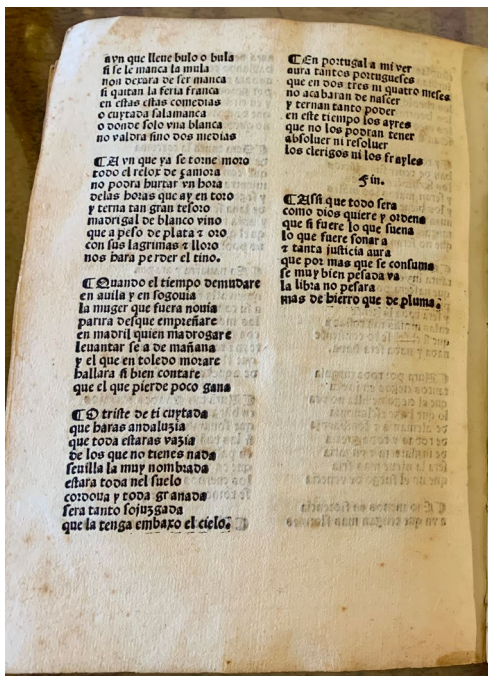 ayn que lleue bulo o bula
si se le manca la mula
non dexara de ser manca
si quitan la feria franca
en estas estas comedias
o cuytada salamanca
o donde solo vna blanca
no valdra sino dos medias
⸿ A vn que ya se torne moro
todo el relox de çamora
no podra hurtar vn hora
delas horas que ay en toro
y terna tan gran tesoro
madrigal de blanco vino
que a peso de plata ⁊ oro
con sus lagrimas ⁊ lloro
nos hara perder el tino.
⸿ Quando el tiempo demudare
en auila y en segouia
la muger que fuera nouia
parira desque empreñare
en madrid quien madrogare
leuantar se a de mañana
y el que en toledo morare
hallara si bien contare
que el que pierde poco gana
⸿ O triste de ti cuytada
que haras andaluzia
que toda estaras vazia
de los que no tienes nada
seuilla la muy nombrada
estara toda nel suelo
cordoua y toda granada
sera tanto sojuzgada
que la tenga embaxo el cielo.
⸿ En portugal a mi ver
aura tantos portugueses
que en dos tres ni quatro meses
no acabaran de nascer
y ternan tanto poder
en este tiempo los ayres
que no los podran tener
absoluer ni resoluer
los clerigos ni los frayles
Fin.
⸿ Assi que todo sera
como dios quiere y ordena
que si fuere lo que suena
lo que fuere sonara
⁊ tanta justicia aura
que por mas que se consuma
se muy bien pesada va
la libra no pesara
mas de hierro que de pluma.